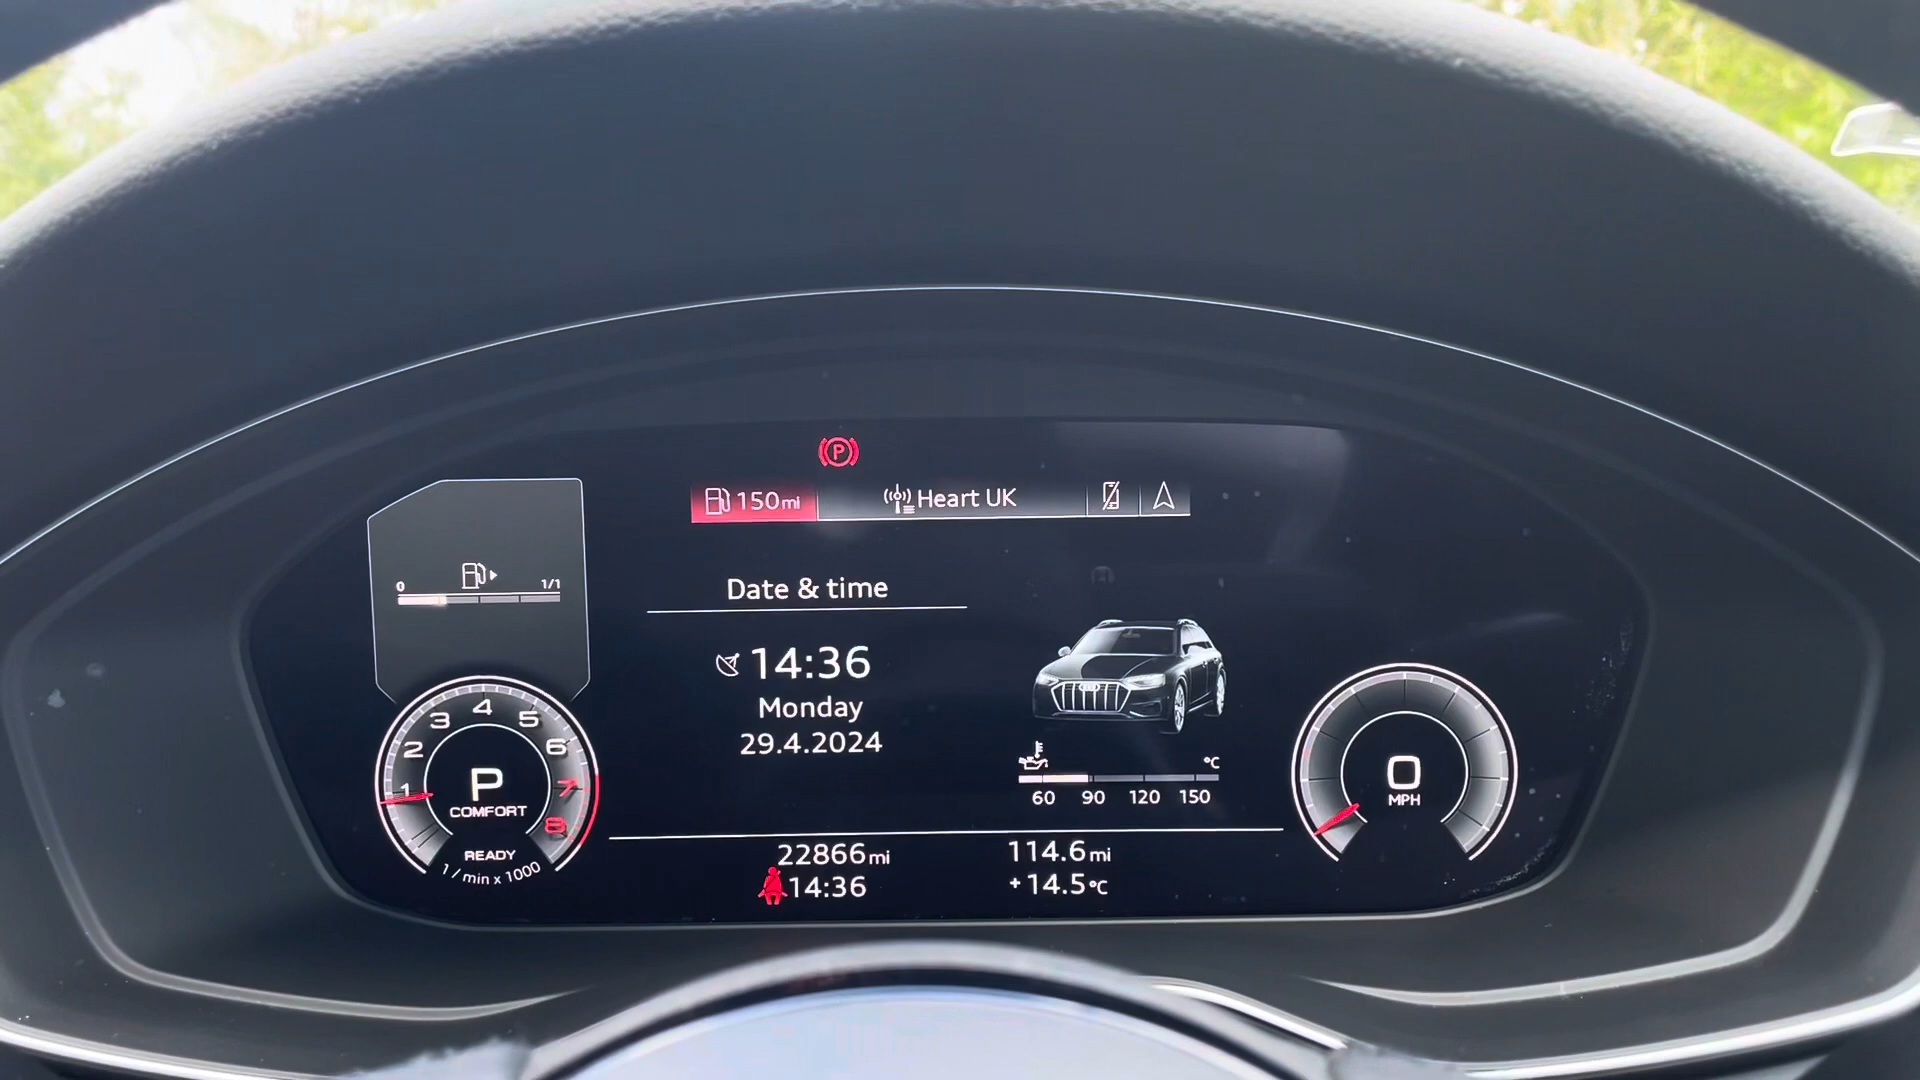 150mi Heart UK
0 1/1
Date & time
14:36
Monday
29.4.2024
1 2 3 4 5 6 7 8
P
COMFORT
READY
1/min x 1000
°C
60 90 120 150
0
MPH
22866mi 114.6mi
14:36 +14.5°C